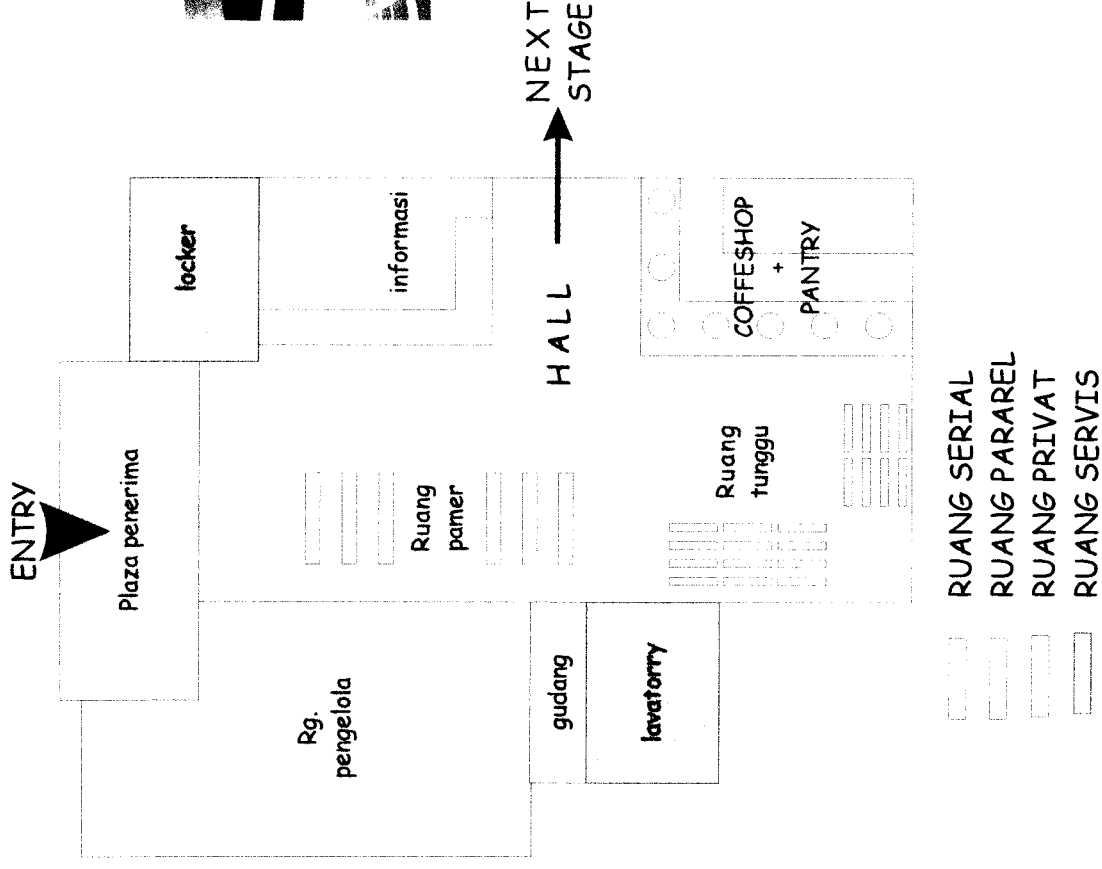 ENTRY
Plaza penerima
locker
informasi
Rg.
pengelola
Ruang
pamer
HALL
NEXT
STAGE
gudang
lavatorry
Ruang
tunggu
COFFESHOP
+
PANTRY
RUANG SERIAL
RUANG PARAREL
RUANG PRIVAT
RUANG SERVIS